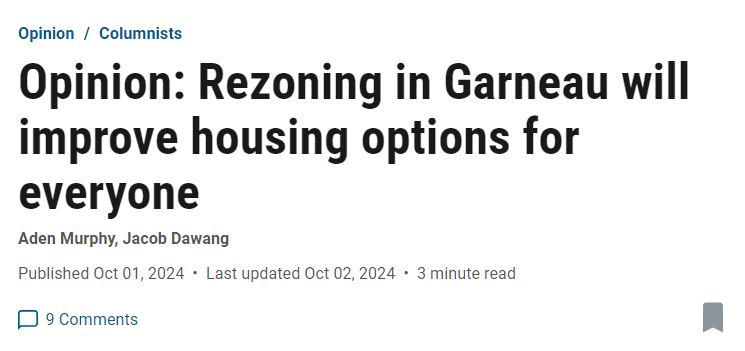 Opinion / Columnists
Opinion: Rezoning in Garneau will
improve housing options for
everyone
Aden Murphy, Jacob Dawang
Published Oct 01, 2024 • Last updated Oct 02, 2024 • 3 minute read
9 Comments